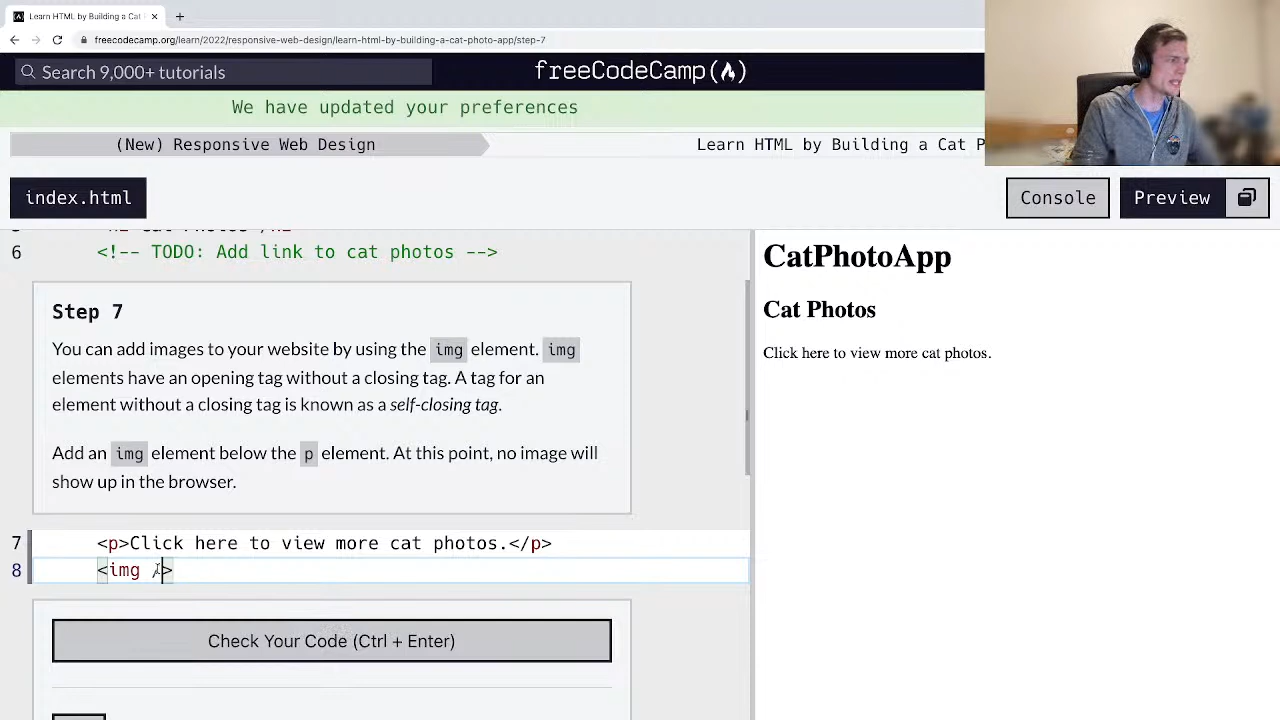 Learn HTML by Building a Cat
freecodecamp.org/learn/2022/responsive-web-design/learn-html-by-building-a-cat-photo-app/step-7
Search 9,000+ tutorials
freeCodeCamp
We have updated your preferences
(New) Responsive Web Design
Learn HTML by Building a Cat P
index.html
Console
Preview
6 <!-- TODO: Add link to cat photos -->
Step 7
You can add images to your website by using the img element. img
elements have an opening tag without a closing tag. A tag for an
element without a closing tag is known as a self-closing tag.
Add an img element below the p element. At this point, no image will
show up in the browser.
7 <p>Click here to view more cat photos.</p>
8 <img />
Check Your Code (Ctrl + Enter)
CatPhotoApp
Cat Photos
Click here to view more cat photos.